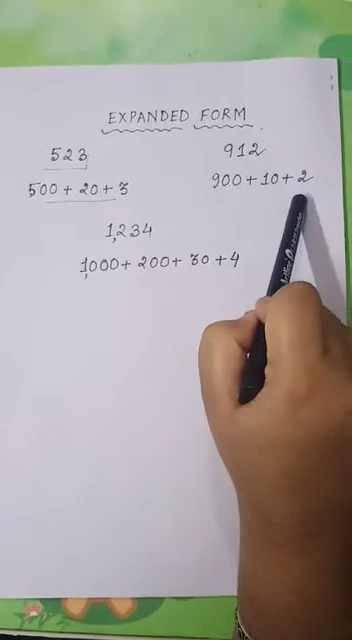 EXPANDED FORM
523
500 + 20 + 3
912
900 + 10 + 2
1,234
1,000 + 200 + 30 + 4